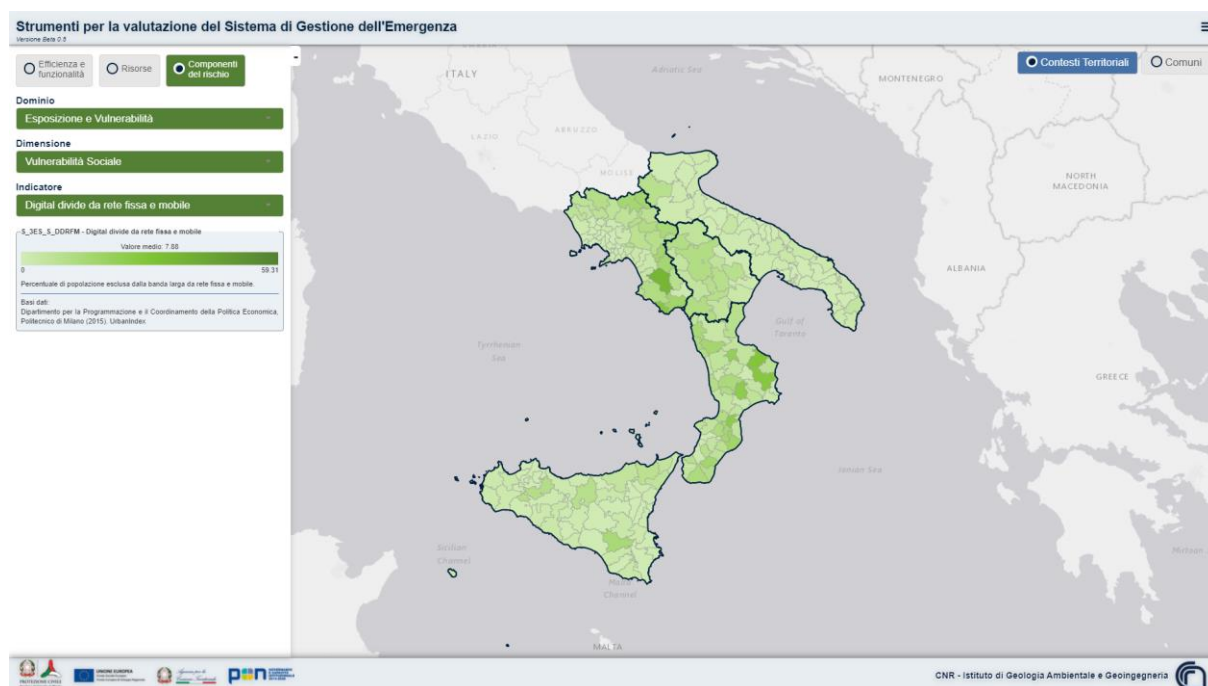 Strumenti per la valutazione del Sistema di Gestione dell'Emergenza
Versione Beta 0.5
Efficienza e
funzionalità
Risorse
Componenti
del rischio
Contesti Territoriali
Comuni
Dominio
Esposizione e Vulnerabilità
Dimensione
Vulnerabilità Sociale
Indicatore
Digital divide da rete fissa e mobile
S_3ES_S_DDRFM - Digital divide da rete fissa e mobile
Valore medio: 7.88
0
59.31
Percentuale di popolazione esclusa dalla banda larga da rete fissa e mobile.
Basi dati:
Dipartimento per la Programmazione e il Coordinamento della Politica Economica,
Politecnico di Milano (2015). UrbanIndex.
ITALY
Adriatic Sea
MONTENEGRO
LAZIO
ABRUZZO
MOLISE
NORTH
MACEDONIA
ALBANIA
Gulf of
Taranto
Tyrrhenian
Sea
GREECE
Ionian Sea
Sicilian
Channel
Malta
Channel
MALTA
PROTEZIONE CIVILE
UNIONE EUROPEA
pon
CNR - Istituto di Geologia Ambientale e Geoingegneria